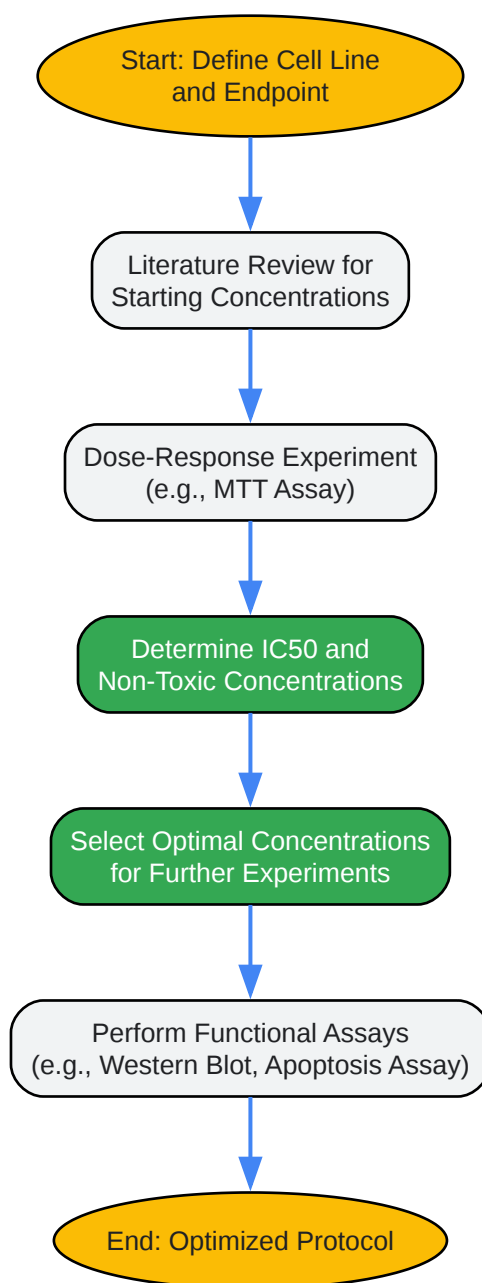 Start: Define Cell Line
and Endpoint
Literature Review for
Starting Concentrations
Dose-Response Experiment
(e.g., MTT Assay)
Determine IC50 and
Non-Toxic Concentrations
Select Optimal Concentrations
for Further Experiments
Perform Functional Assays
(e.g., Western Blot, Apoptosis Assay)
End: Optimized Protocol